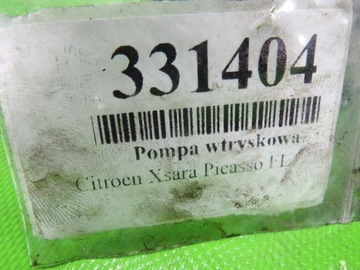 331404
Pompa wtryskowa
Citroen Xsara Picasso FL